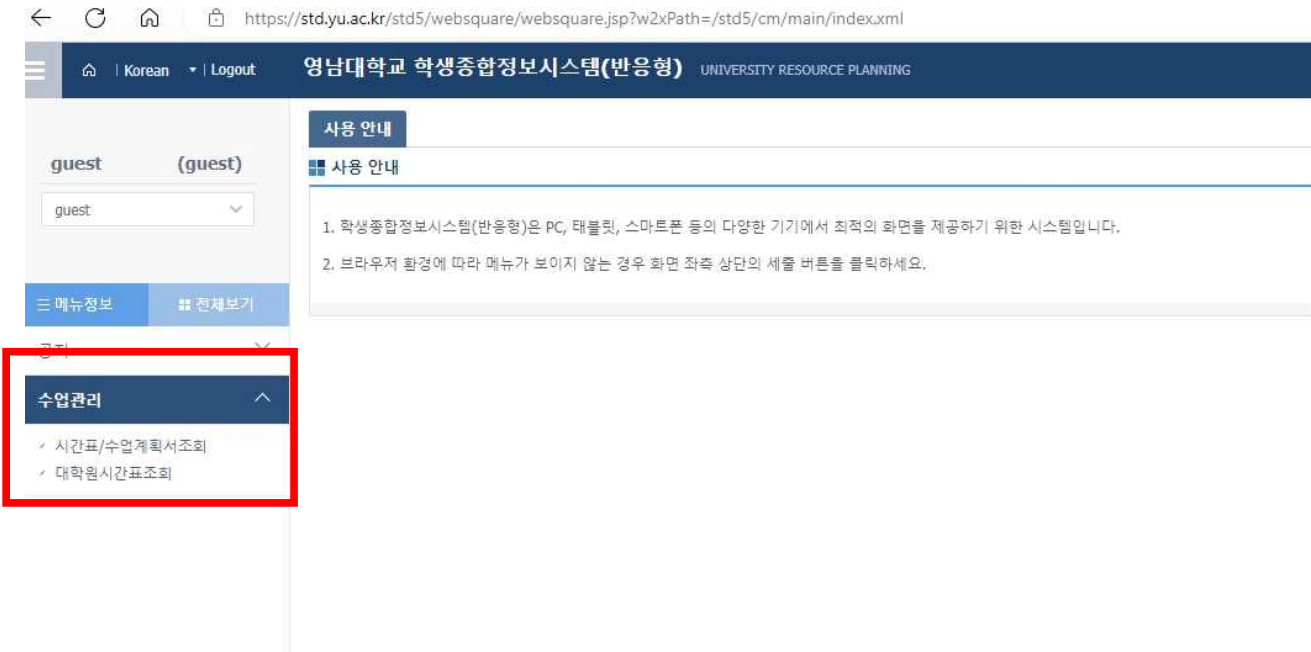 https://std.yu.ac.kr/std5/websquare/websquare.jsp?w2xPath=/std5/cm/main/index.xml
| Korean | Logout
영남대학교 학생종합정보시스템(반응형) UNIVERSITY RESOURCE PLANNING
사용 안내
guest (guest)
사용 안내
guest
1. 학생종합정보시스템(반응형)은 PC, 태블릿, 스마트폰 등의 다양한 기기에서 최적의 화면을 제공하기 위한 시스템입니다.
2. 브라우저 환경에 따라 메뉴가 보이지 않는 경우 화면 좌측 상단의 세줄 버튼을 클릭하세요.
메뉴정보
전체보기
공지
수업관리
시간표/수업계획서조회
대학원시간표조회